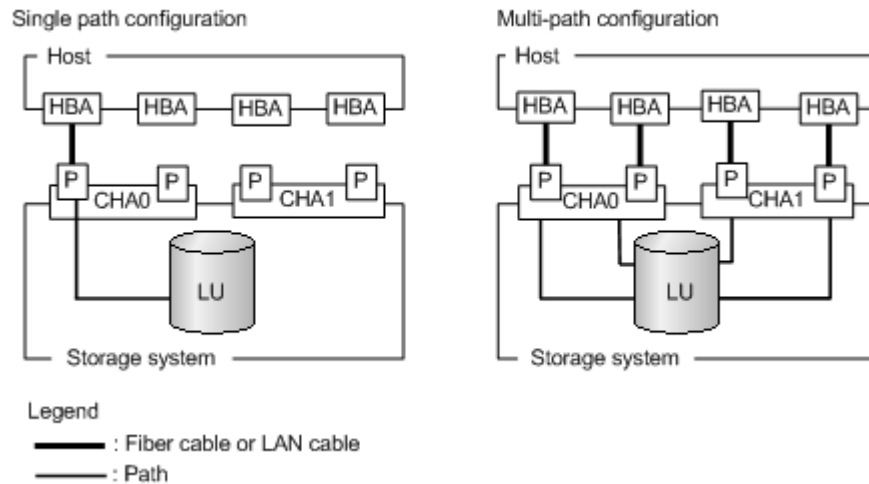 Single path configuration
Host
HBA HBA HBA HBA
P P P P
CHA0 CHA1
LU
Storage system
Multi-path configuration
Host
HBA HBA HBA HBA
P P P P
CHA0 CHA1
LU
Storage system
Legend
: Fiber cable or LAN cable
: Path